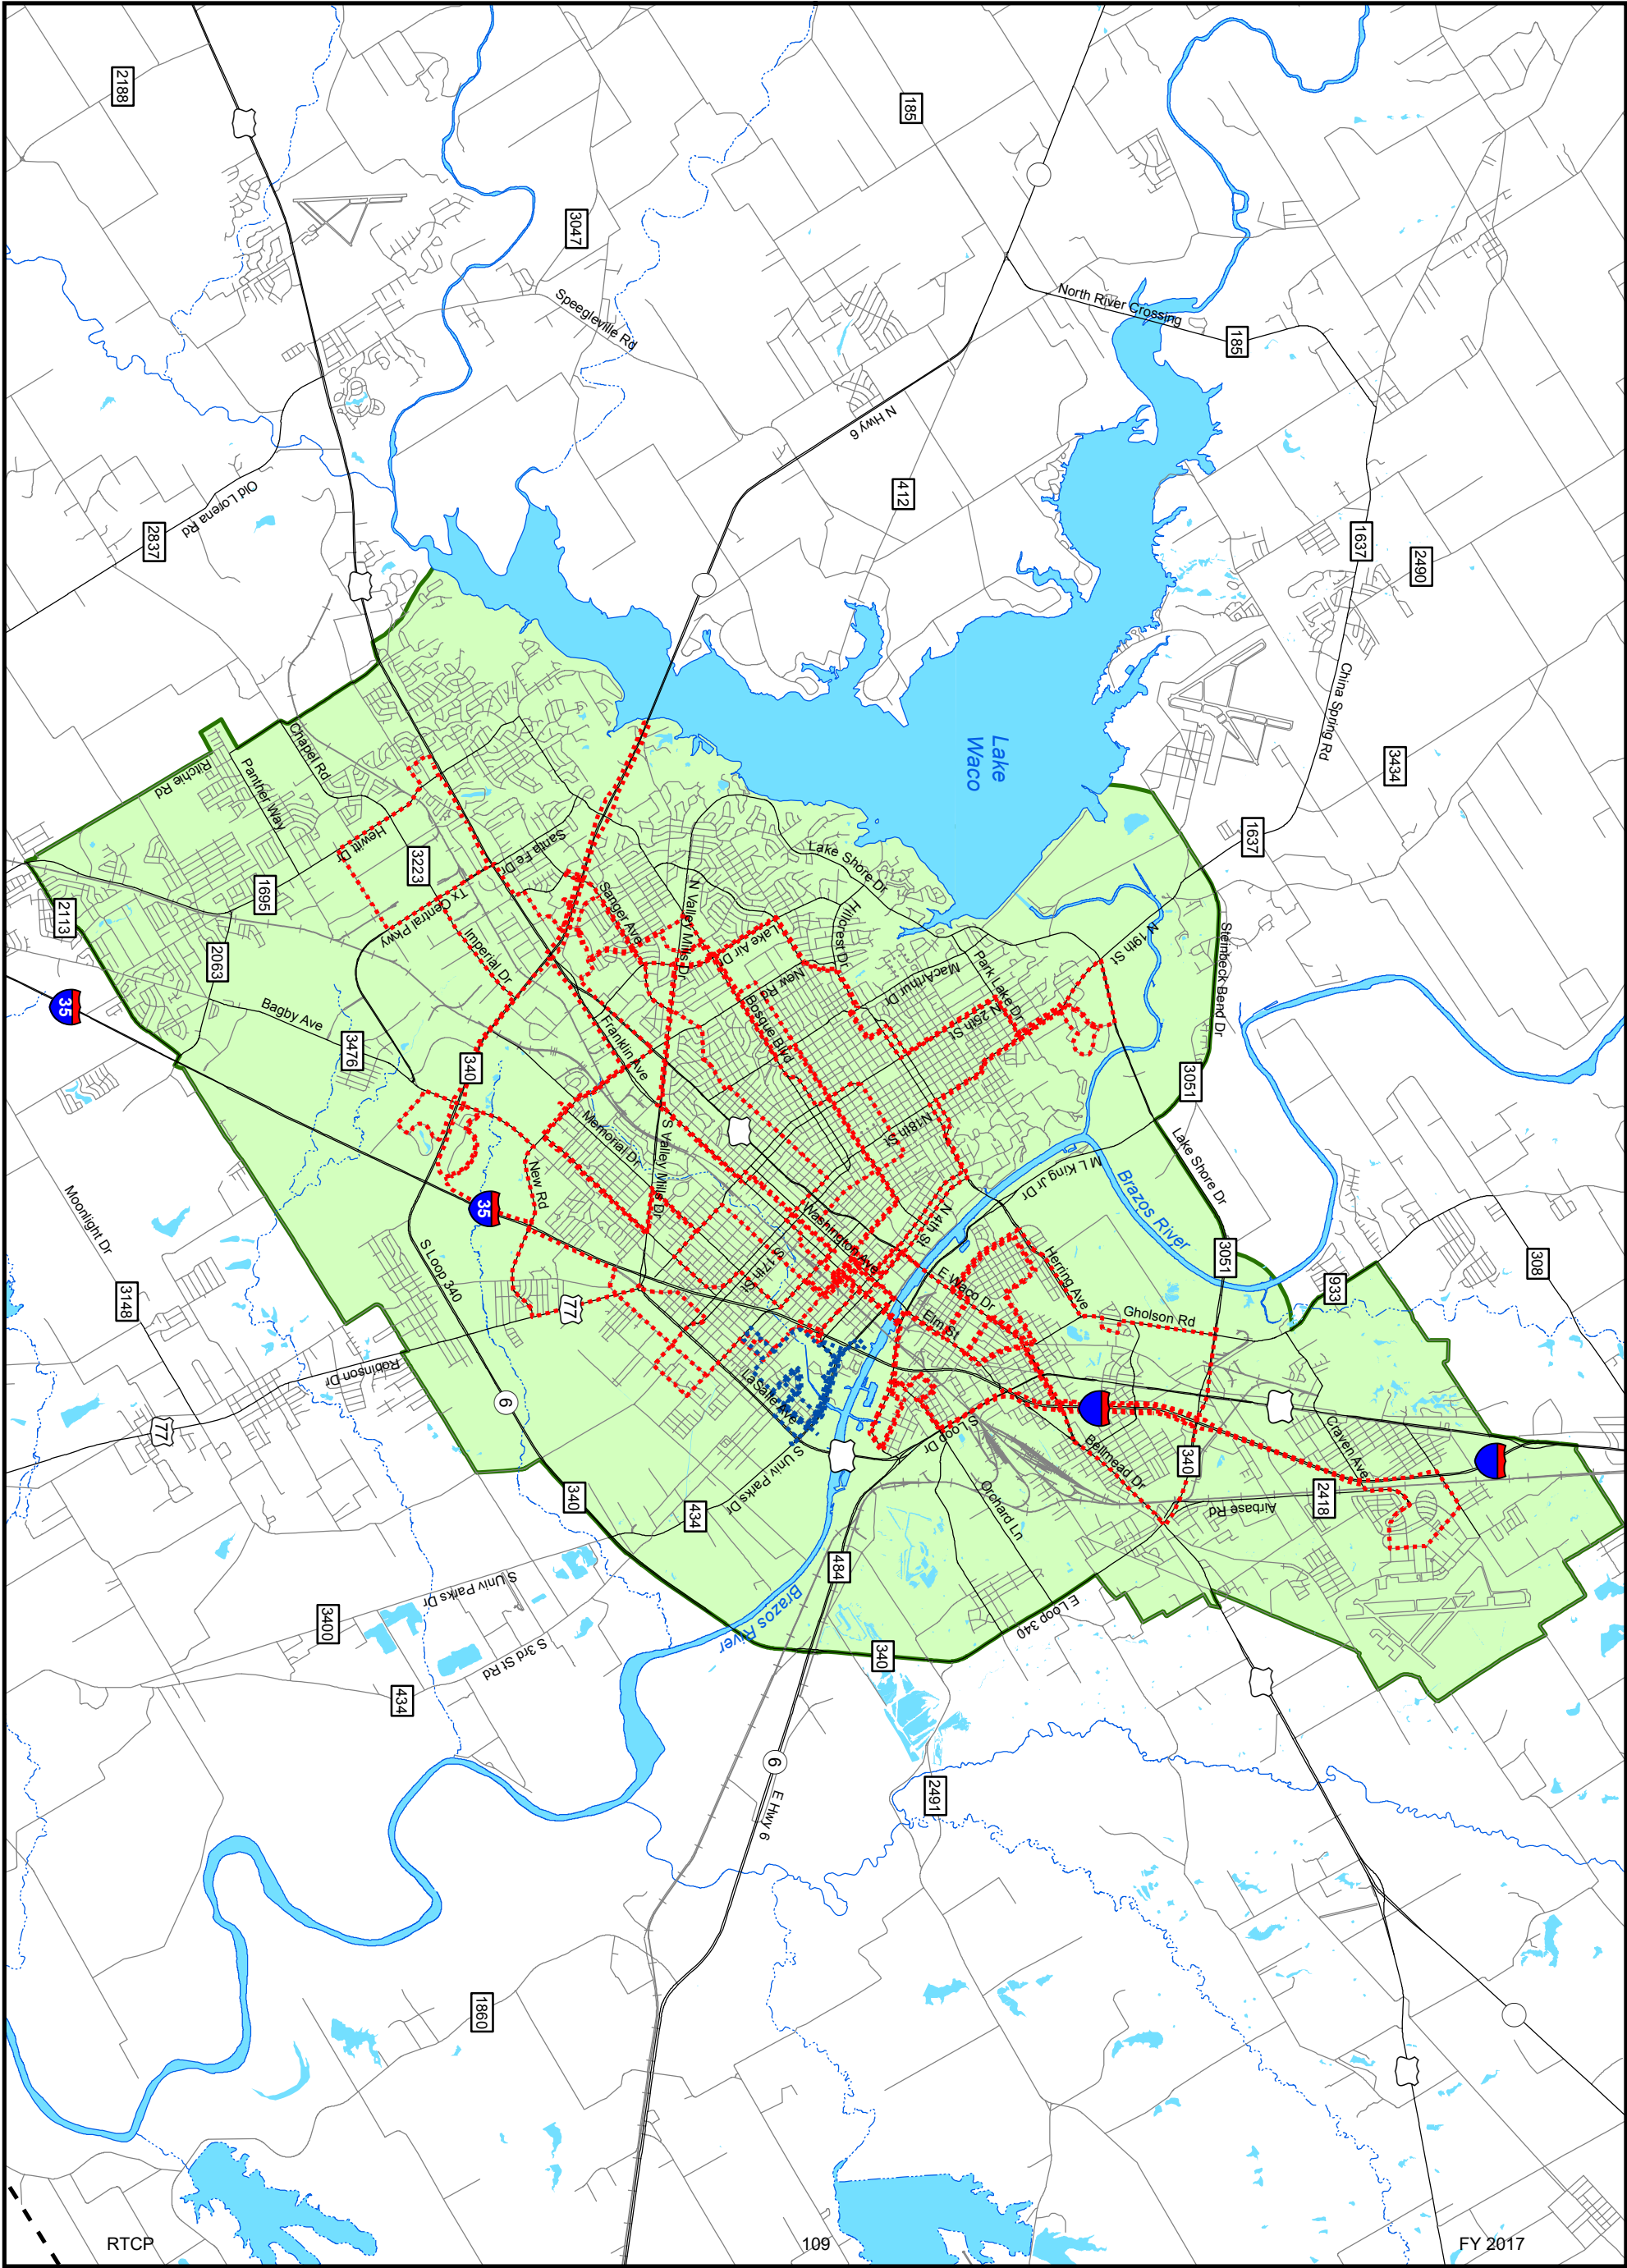 2188
185
3047
Speegleville Rd
North River Crossing
185
N Hwy 6
412
Old Lorena Rd
2837
1637
2490
China Spring Rd
3434
Lake
Waco
1637
Chapel Rd
Ritchie Rd
Panther Way
Hewitt Dr
3223
Santa Fe Dr
Lake Shore Dr
1695
2113
Tx Central Pkwy
Sanger Ave
N Valley Mills Dr
Hillcrest Dr
Lake Air Dr
N 19th St
Steinbeck Bend Dr
2063
Imperial Dr
New Rd
MacArthur Dr
Park Lake Dr
35
Bagby Ave
3476
Franklin Ave
Bosque Blvd
N 25th St
340
3051
Memorial Dr
S Valley Mills Dr
N 18th St
M L King Jr Dr
Lake Shore Dr
Brazos River
New Rd
35
Moonlight Dr
S Loop 340
Washington Ave
N 4th St
S 17th St
E Waco Dr
Herring Ave
3051
308
933
3148
77
Elm St
Gholson Rd
Robinson Dr
LaSalle Ave
6
77
S Loop Dr
Bellmead Dr
Craven Ave
340
340
S Univ Parks Dr
434
Orchard Ln
Airbase Rd
2418
484
S Univ Parks Dr
3400
S 3rd St Rd
Brazos River
E Loop 340
340
434
6
E Hwy 6
2491
1860
RTCP
109
FY 2017